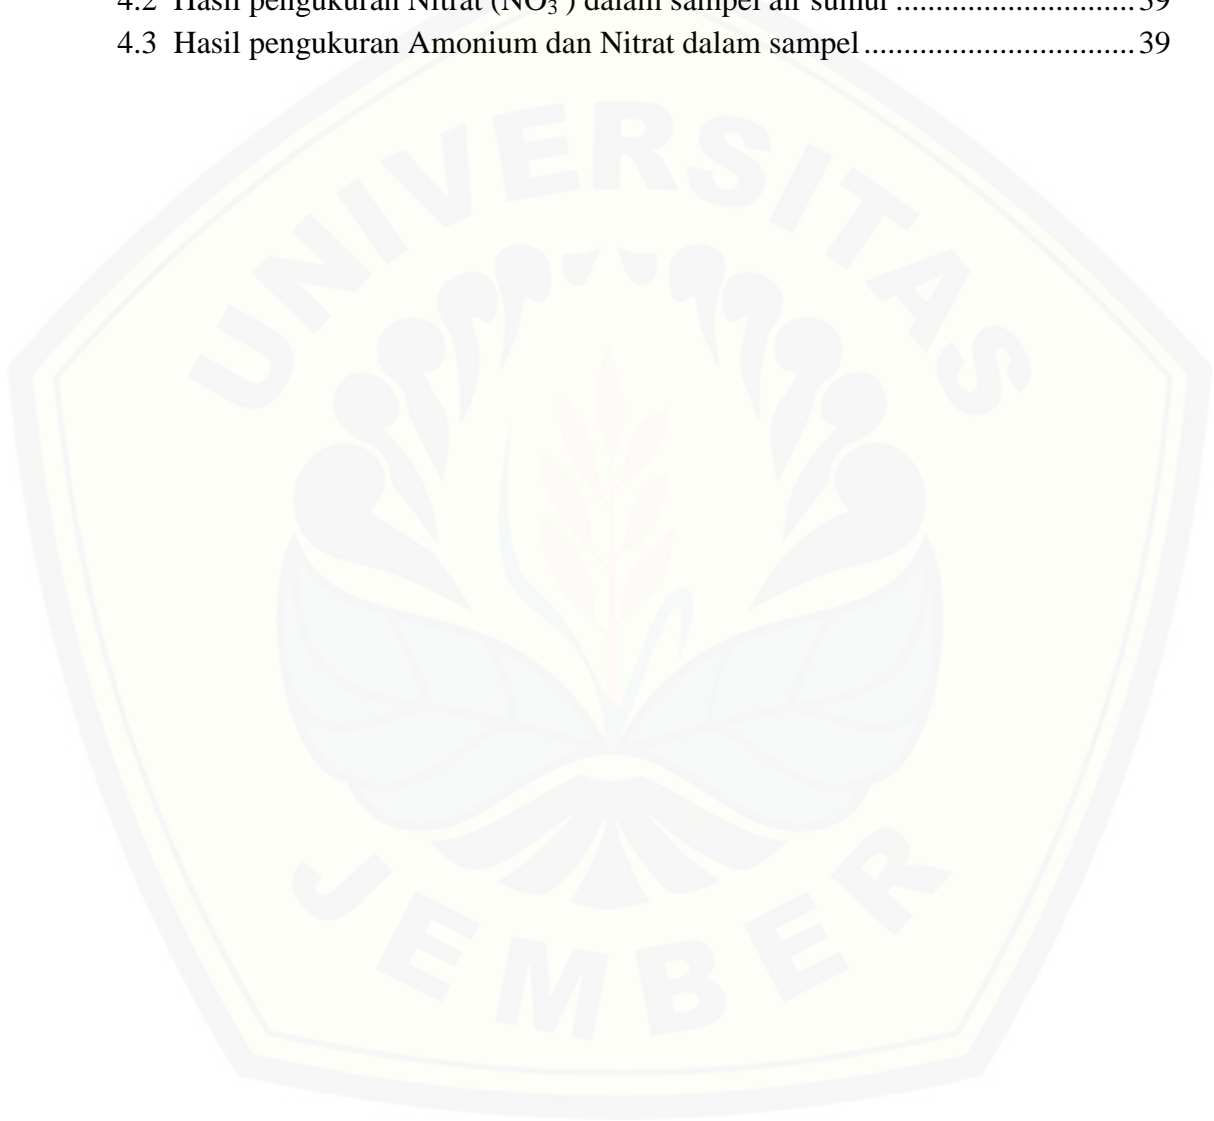 4.2 Hasil pengukuran Nitrat (NO₃⁻) dalam sampel air sumur ............................. 39
4.3 Hasil pengukuran Amonium dan Nitrat dalam sampel ................................. 39
UNIVERSITAS
JEMBER